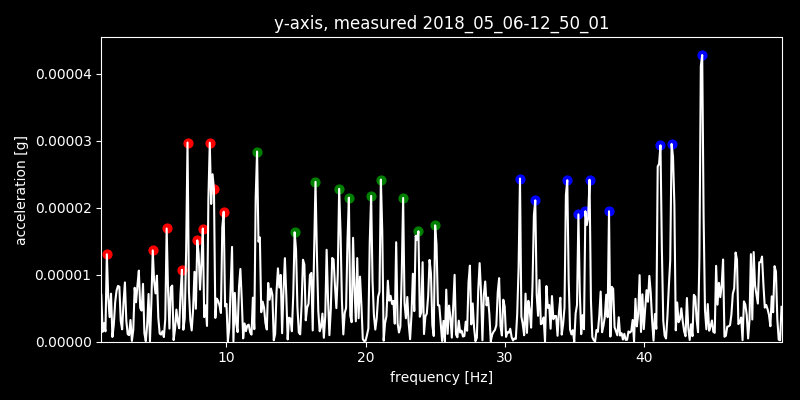 y-axis, measured 2018_05_06-12_50_01
0.00004
0.00003
0.00002
0.00001
0.00000
acceleration [g]
10 20 30 40
frequency [Hz]